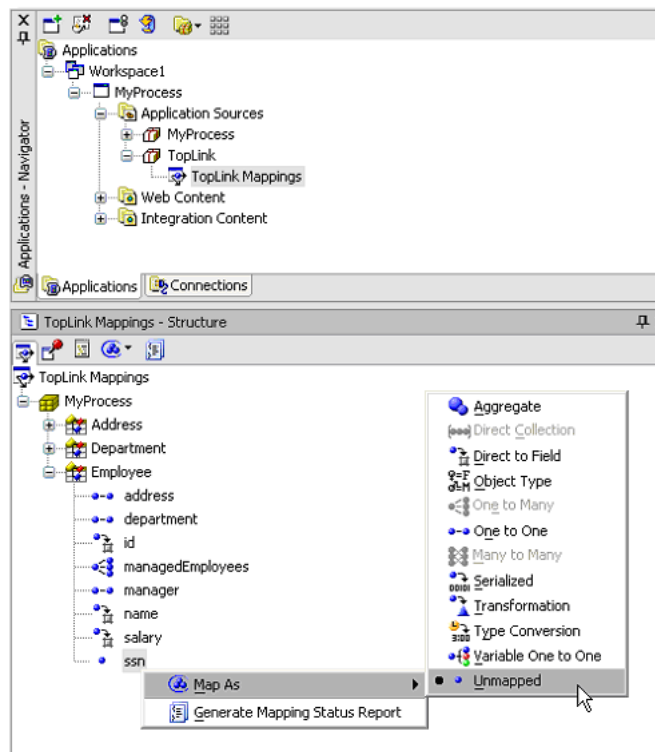 Applications - Navigator
Applications
Workspace1
MyProcess
Application Sources
MyProcess
TopLink
TopLink Mappings
Web Content
Integration Content
Applications
Connections
TopLink Mappings - Structure
TopLink Mappings
MyProcess
Address
Department
Employee
address
department
id
managedEmployees
manager
name
salary
ssn
Map As
Generate Mapping Status Report
Aggregate
Direct Collection
Direct to Field
Object Type
One to Many
One to One
Many to Many
Serialized
Transformation
Type Conversion
Variable One to One
Unmapped